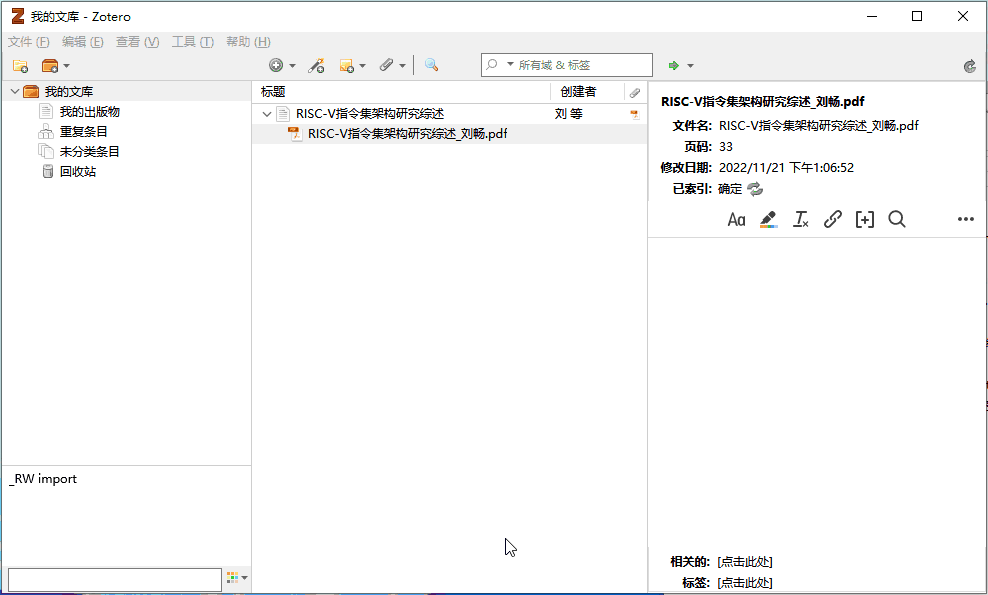 我的文库 - Zotero
文件 (F) 编辑 (E) 查看 (V) 工具 (T) 帮助 (H)
所有域 & 标签
我的文库
我的出版物
重复条目
未分类条目
回收站
_RW import
标题 创建者
RISC-V指令集架构研究综述 刘 等
RISC-V指令集架构研究综述_刘畅.pdf
RISC-V指令集架构研究综述_刘畅.pdf
文件名: RISC-V指令集架构研究综述_刘畅.pdf
页码: 33
修改日期: 2022/11/21 下午1:06:52
已索引: 确定
Aa
相关的: [点击此处]
标签: [点击此处]